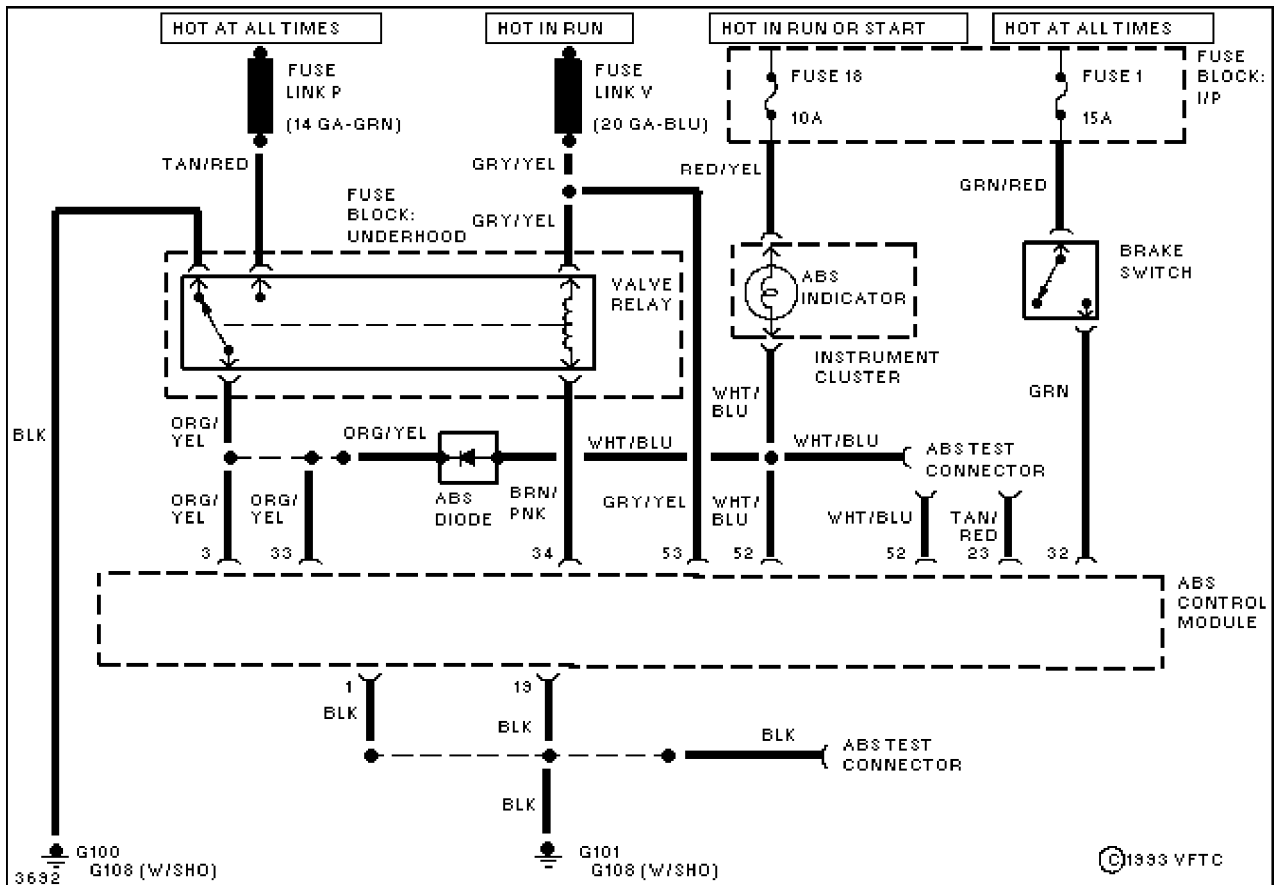 HOT AT ALL TIMES
HOT IN RUN
HOT IN RUN OR START
HOT AT ALL TIMES
FUSE
LINK P
(14 GA-GRN)
FUSE
LINK V
(20 GA-BLU)
FUSE 18
10A
FUSE 1
15A
FUSE
BLOCK:
I/P
TAN/RED
GRY/YEL
RED/YEL
GRN/RED
FUSE
BLOCK:
UNDERHOOD
GRY/YEL
VALVE
RELAY
ABS
INDICATOR
BRAKE
SWITCH
INSTRUMENT
CLUSTER
WHT/
BLU
GRN
BLK
ORG/
YEL
ORG/YEL
WHT/BLU
WHT/BLU
ABS TEST
CONNECTOR
ORG/
YEL
ORG/
YEL
ABS
DIODE
BRN/
PNK
GRY/YEL
WHT/
BLU
WHT/BLU
TAN/
RED
3
33
34
53
52
52
23
32
ABS
CONTROL
MODULE
1
19
BLK
BLK
BLK
ABS TEST
CONNECTOR
BLK
G100
G108 (W/SHO)
G101
G108 (W/SHO)
3692
©1993 VFTC